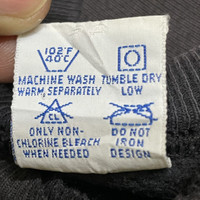 102°F
40°C
MACHINE WASH TUMBLE DRY
WARM, SEPARATELY LOW
CL
ONLY NON- DO NOT
CHLORINE BLEACH IRON
WHEN NEEDED DESIGN